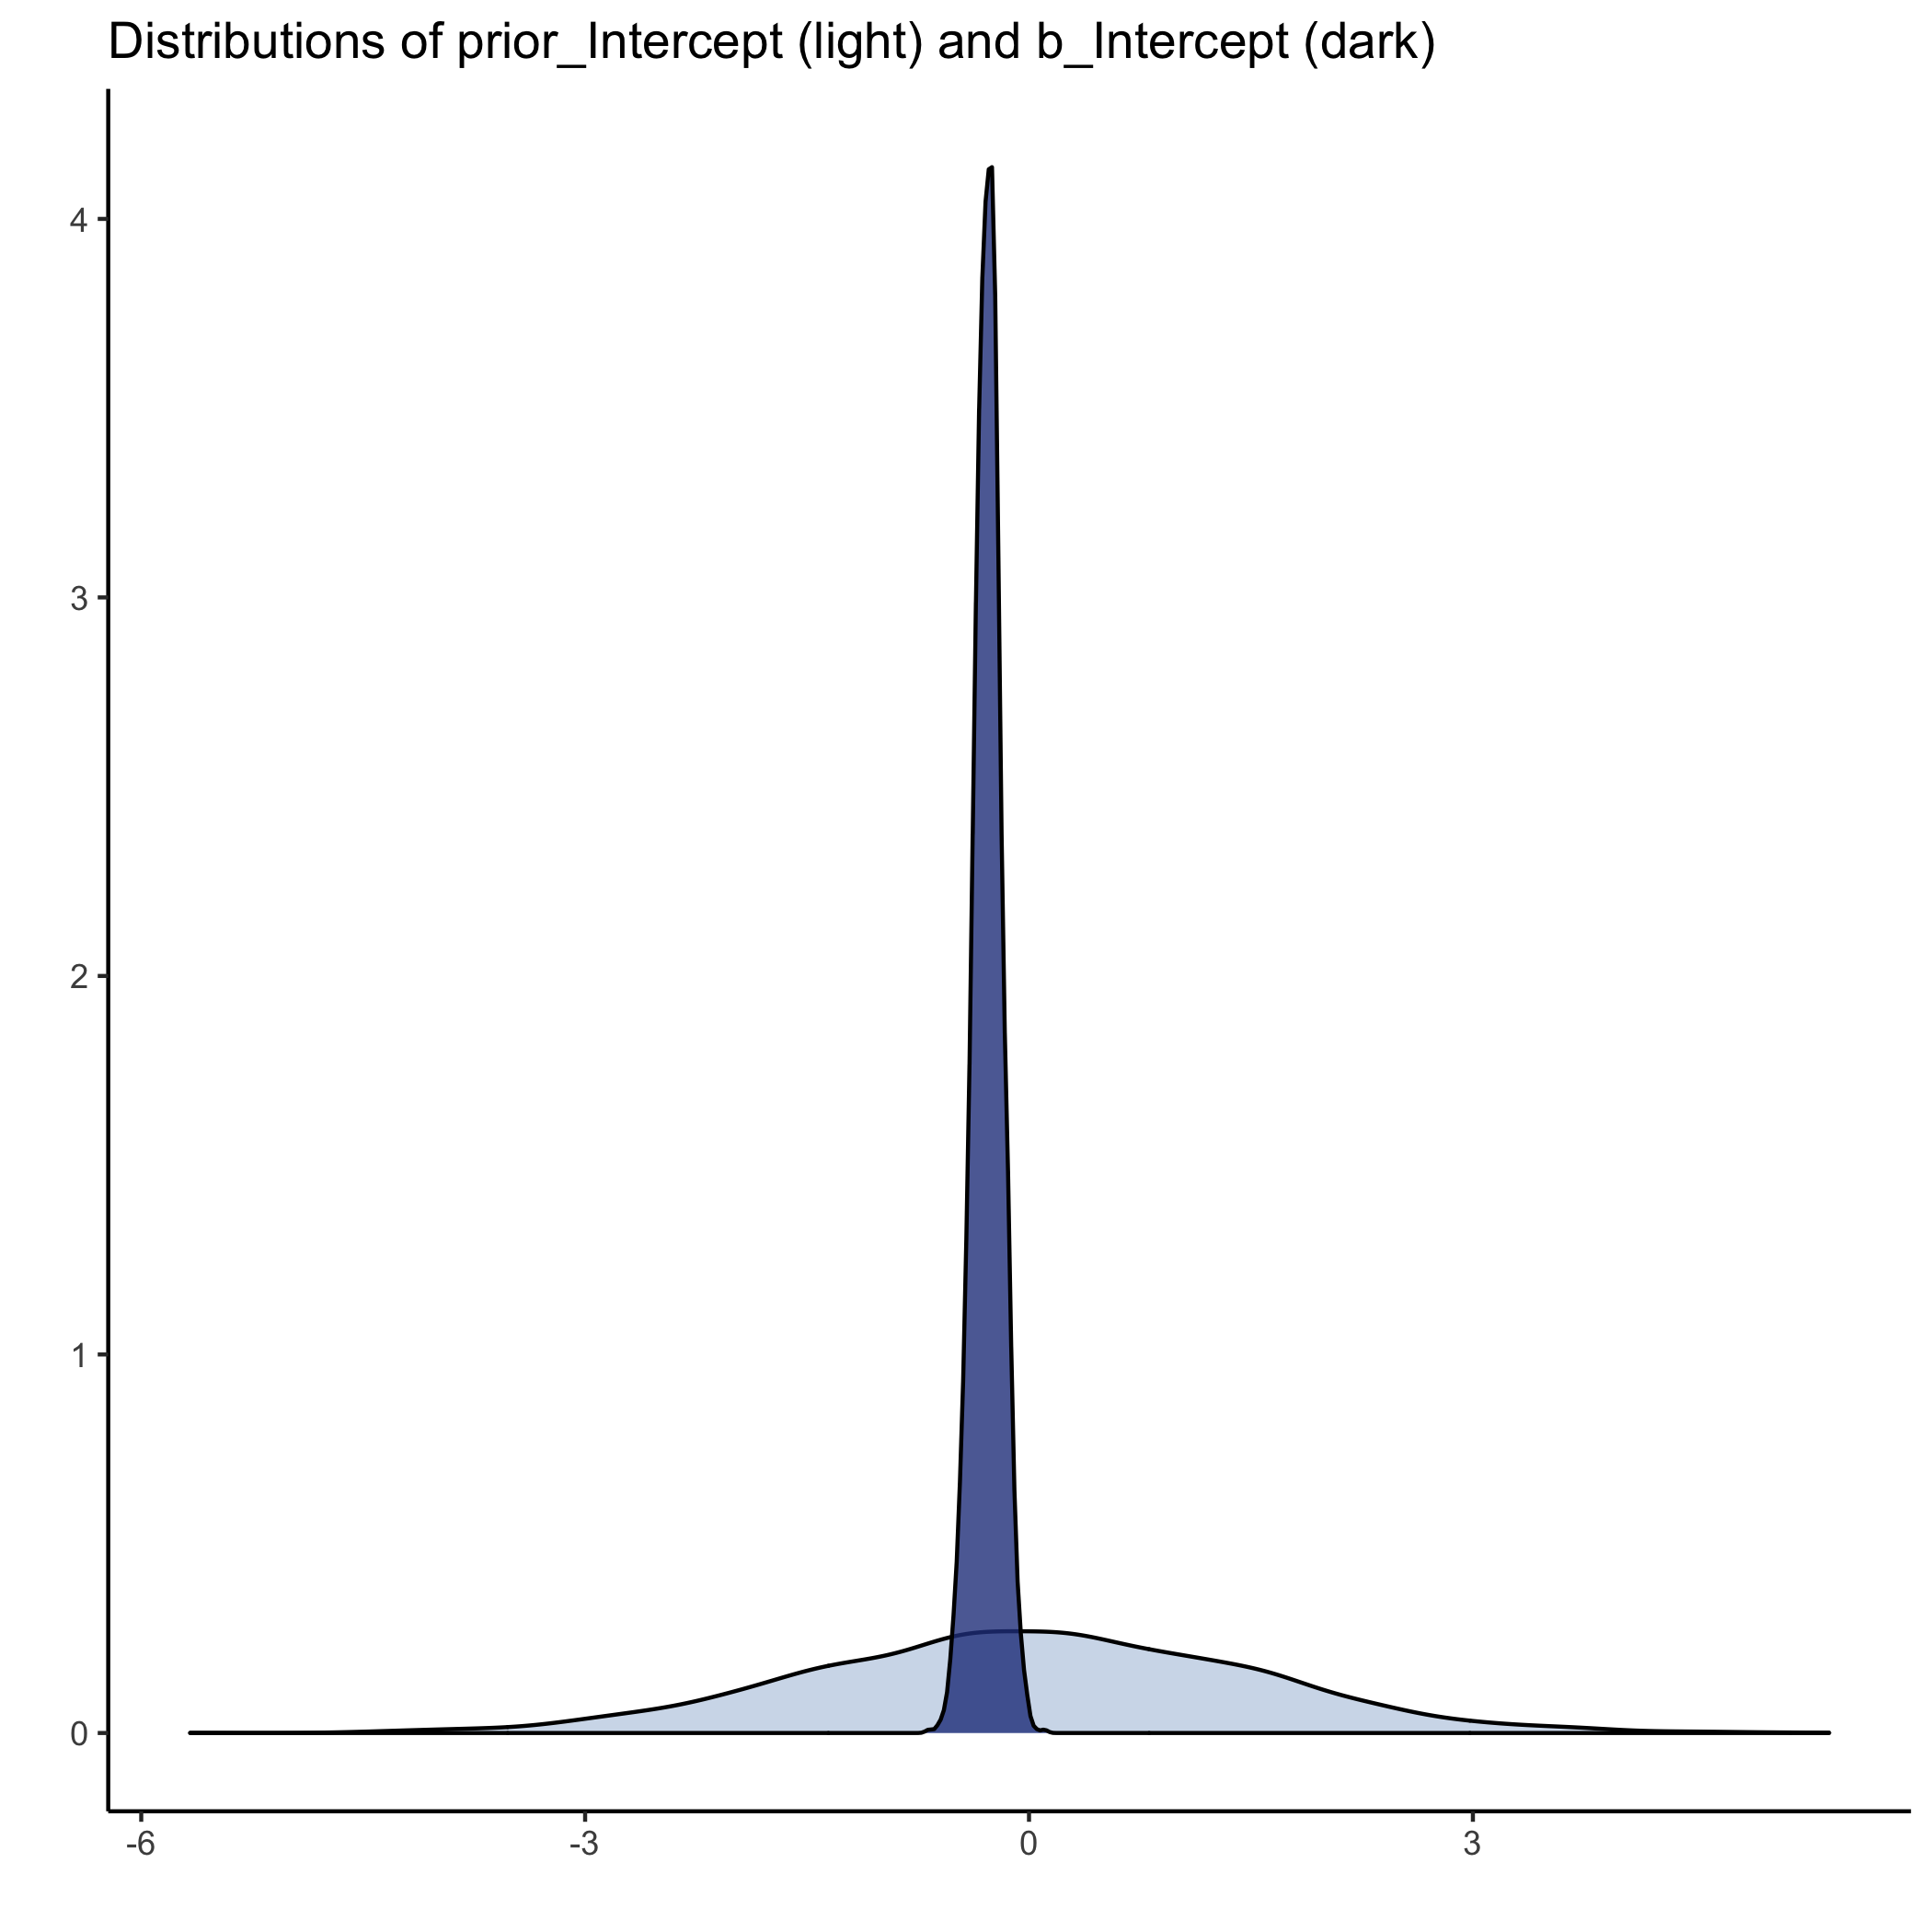 Distributions of prior_Intercept (light) and b_Intercept (dark)
4
3
2
1
0
-6 -3 0 3